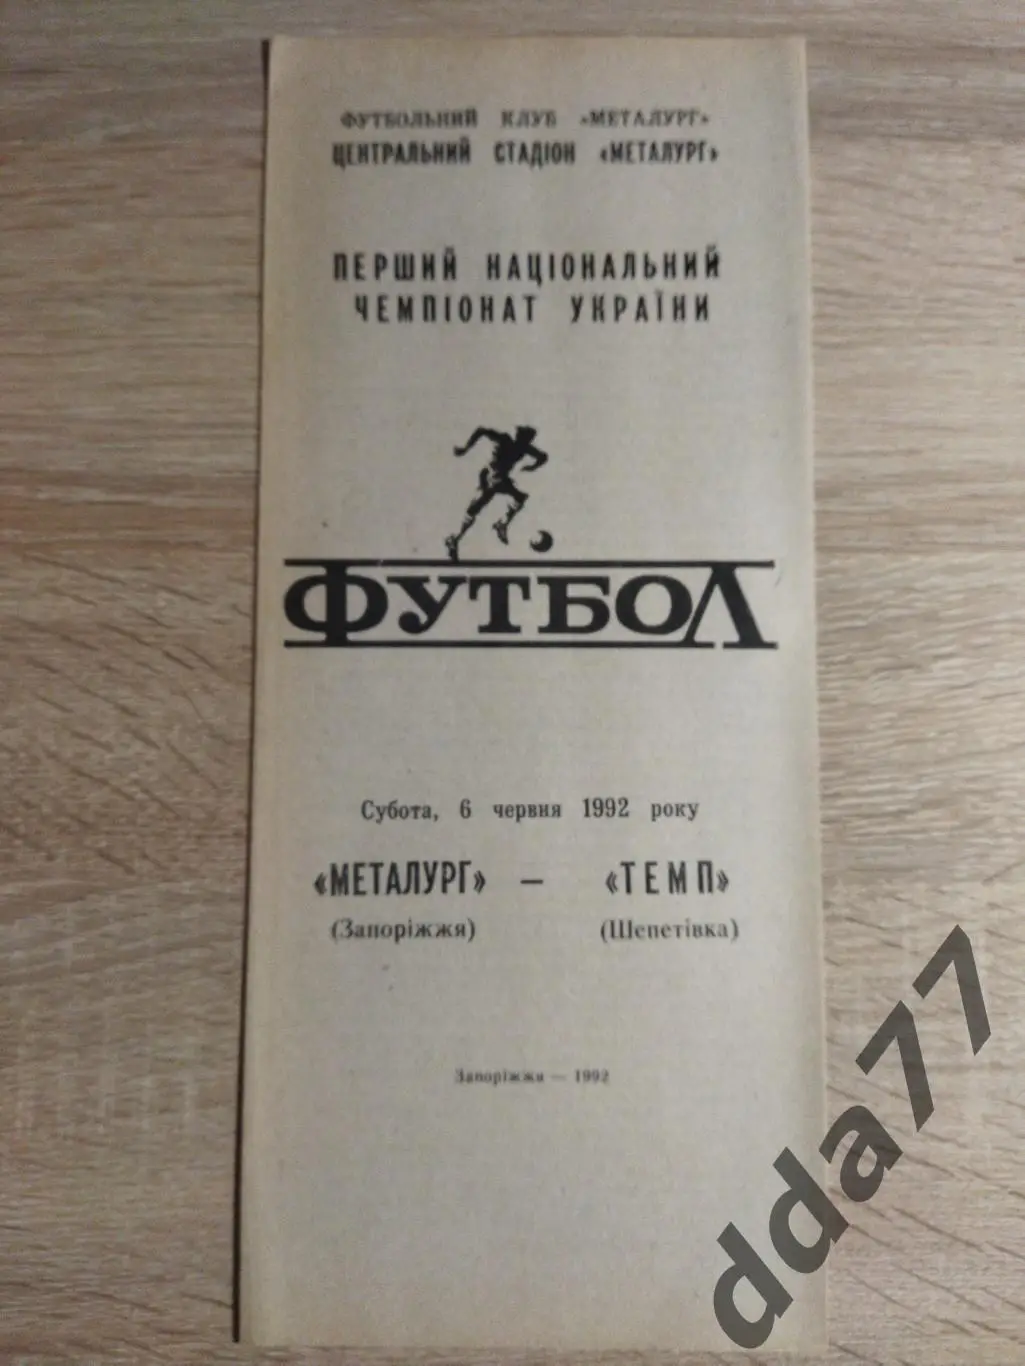 ФУТБОЛЬНИЙ КЛУБ «МЕТАЛУРГ»
ЦЕНТРАЛЬНИЙ СТАДІОН «МЕТАЛУРГ»
ПЕРШИЙ НАЦІОНАЛЬНИЙ
ЧЕМПІОНАТ УКРАЇНИ
ФУТБОЛ
Субота, 6 червня 1992 року
«МЕТАЛУРГ» — «ТЕМП»
(Запоріжжя) (Шепетівка)
Запоріжжя — 1992
dda77